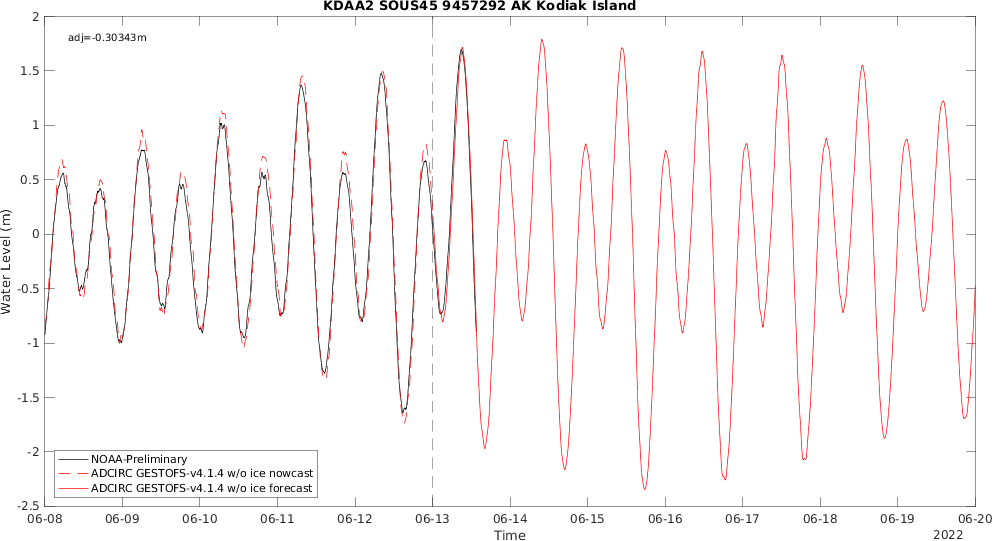 KDAA2 SOUS45 9457292 AK Kodiak Island
adj=-0.30343m
2
1.5
1
0.5
0
-0.5
-1
-1.5
-2
-2.5
Water Level (m)
NOAA-Preliminary
ADCIRC GESTOFS-v4.1.4 w/o ice nowcast
ADCIRC GESTOFS-v4.1.4 w/o ice forecast
06-08 06-09 06-10 06-11 06-12 06-13 06-14 06-15 06-16 06-17 06-18 06-19 06-20
Time
2022